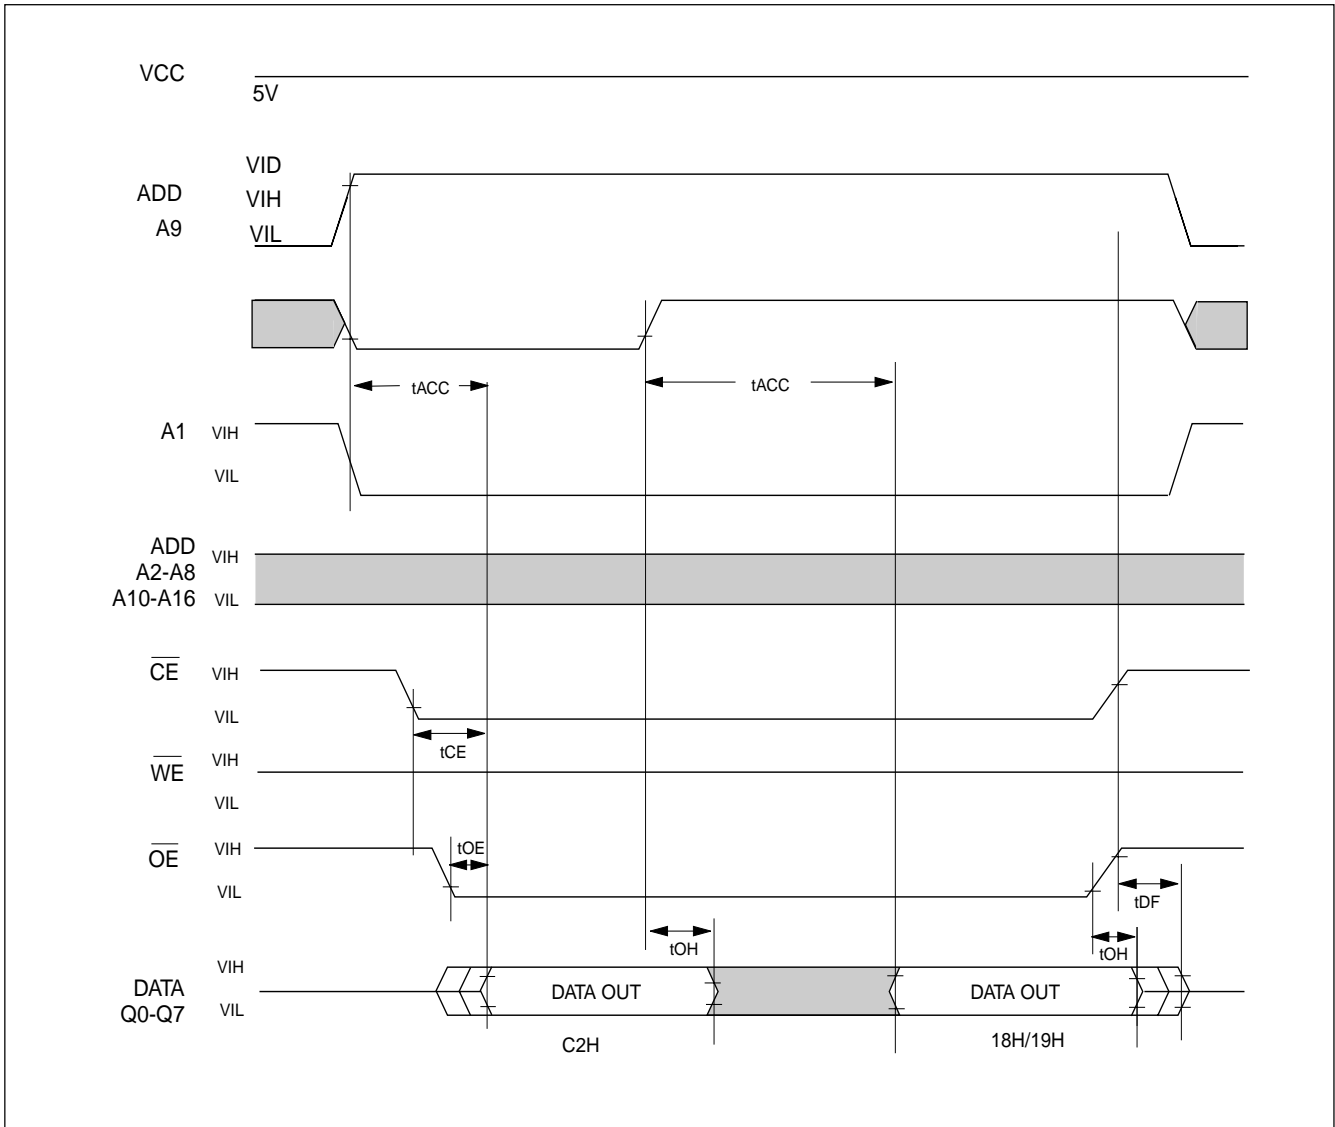 VCC
5V
VID
ADD
VIH
A9
VIL
tACC
tACC
A1
VIH
VIL
ADD
VIH
A2-A8
A10-A16
VIL
CE
VIH
VIL
tCE
VIH
WE
VIL
VIH
tOE
OE
VIL
tDF
tOH
tOH
VIH
DATA
DATA OUT
DATA OUT
Q0-Q7
VIL
C2H
18H/19H